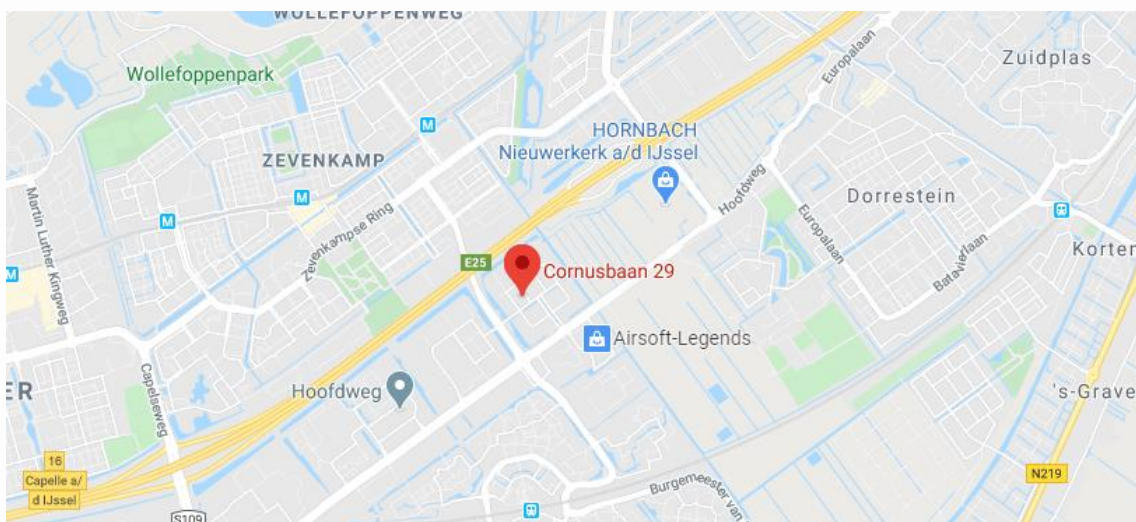 WOLLEFOPPENWEG
Wollefoppenpark
Europalaan
Zuidplas
M
HORNBACH
Nieuwerkerk a/d IJssel
ZEVENKAMP
M
Hoofdweg
Dorrestein
Martin Luther Kingweg
M
Zevenkampse Ring
Europalaan
Batavierlaan
Korten
M
E25
Cornusbaan 29
Airsoft-Legends
Capelseweg
ER
Hoofdweg
's-Grave
16
Capelle a/
d IJssel
N219
Burgemeester van
S109